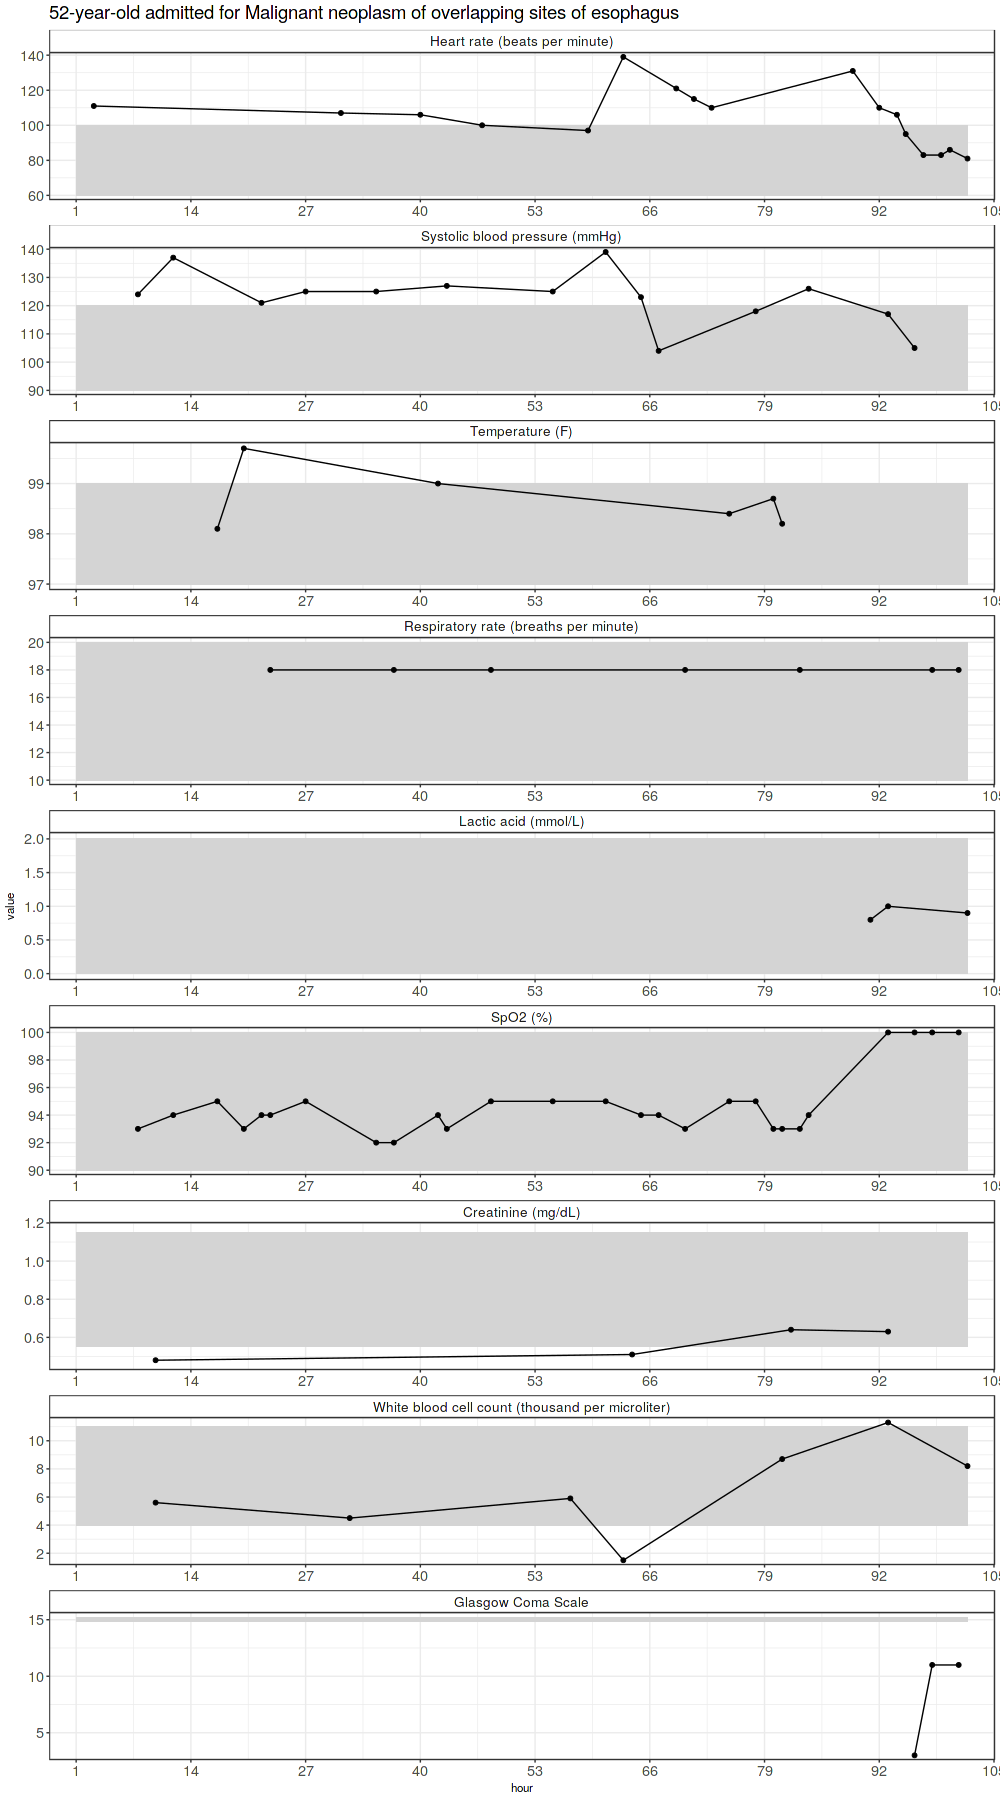 52-year-old admitted for Malignant neoplasm of overlapping sites of esophagus
Heart rate (beats per minute)
140
120
100
80
60
1 14 27 40 53 66 79 92 105
Systolic blood pressure (mmHg)
140
130
120
110
100
90
1 14 27 40 53 66 79 92 105
Temperature (F)
99
98
97
1 14 27 40 53 66 79 92 105
Respiratory rate (breaths per minute)
20
18
16
14
12
10
1 14 27 40 53 66 79 92 105
Lactic acid (mmol/L)
2.0
1.5
1.0
0.5
0.0
1 14 27 40 53 66 79 92 105
value
SpO2 (%)
100
98
96
94
92
90
1 14 27 40 53 66 79 92 105
Creatinine (mg/dL)
1.2
1.0
0.8
0.6
1 14 27 40 53 66 79 92 105
White blood cell count (thousand per microliter)
10
8
6
4
2
1 14 27 40 53 66 79 92 105
Glasgow Coma Scale
15
10
5
1 14 27 40 53 66 79 92 105
hour